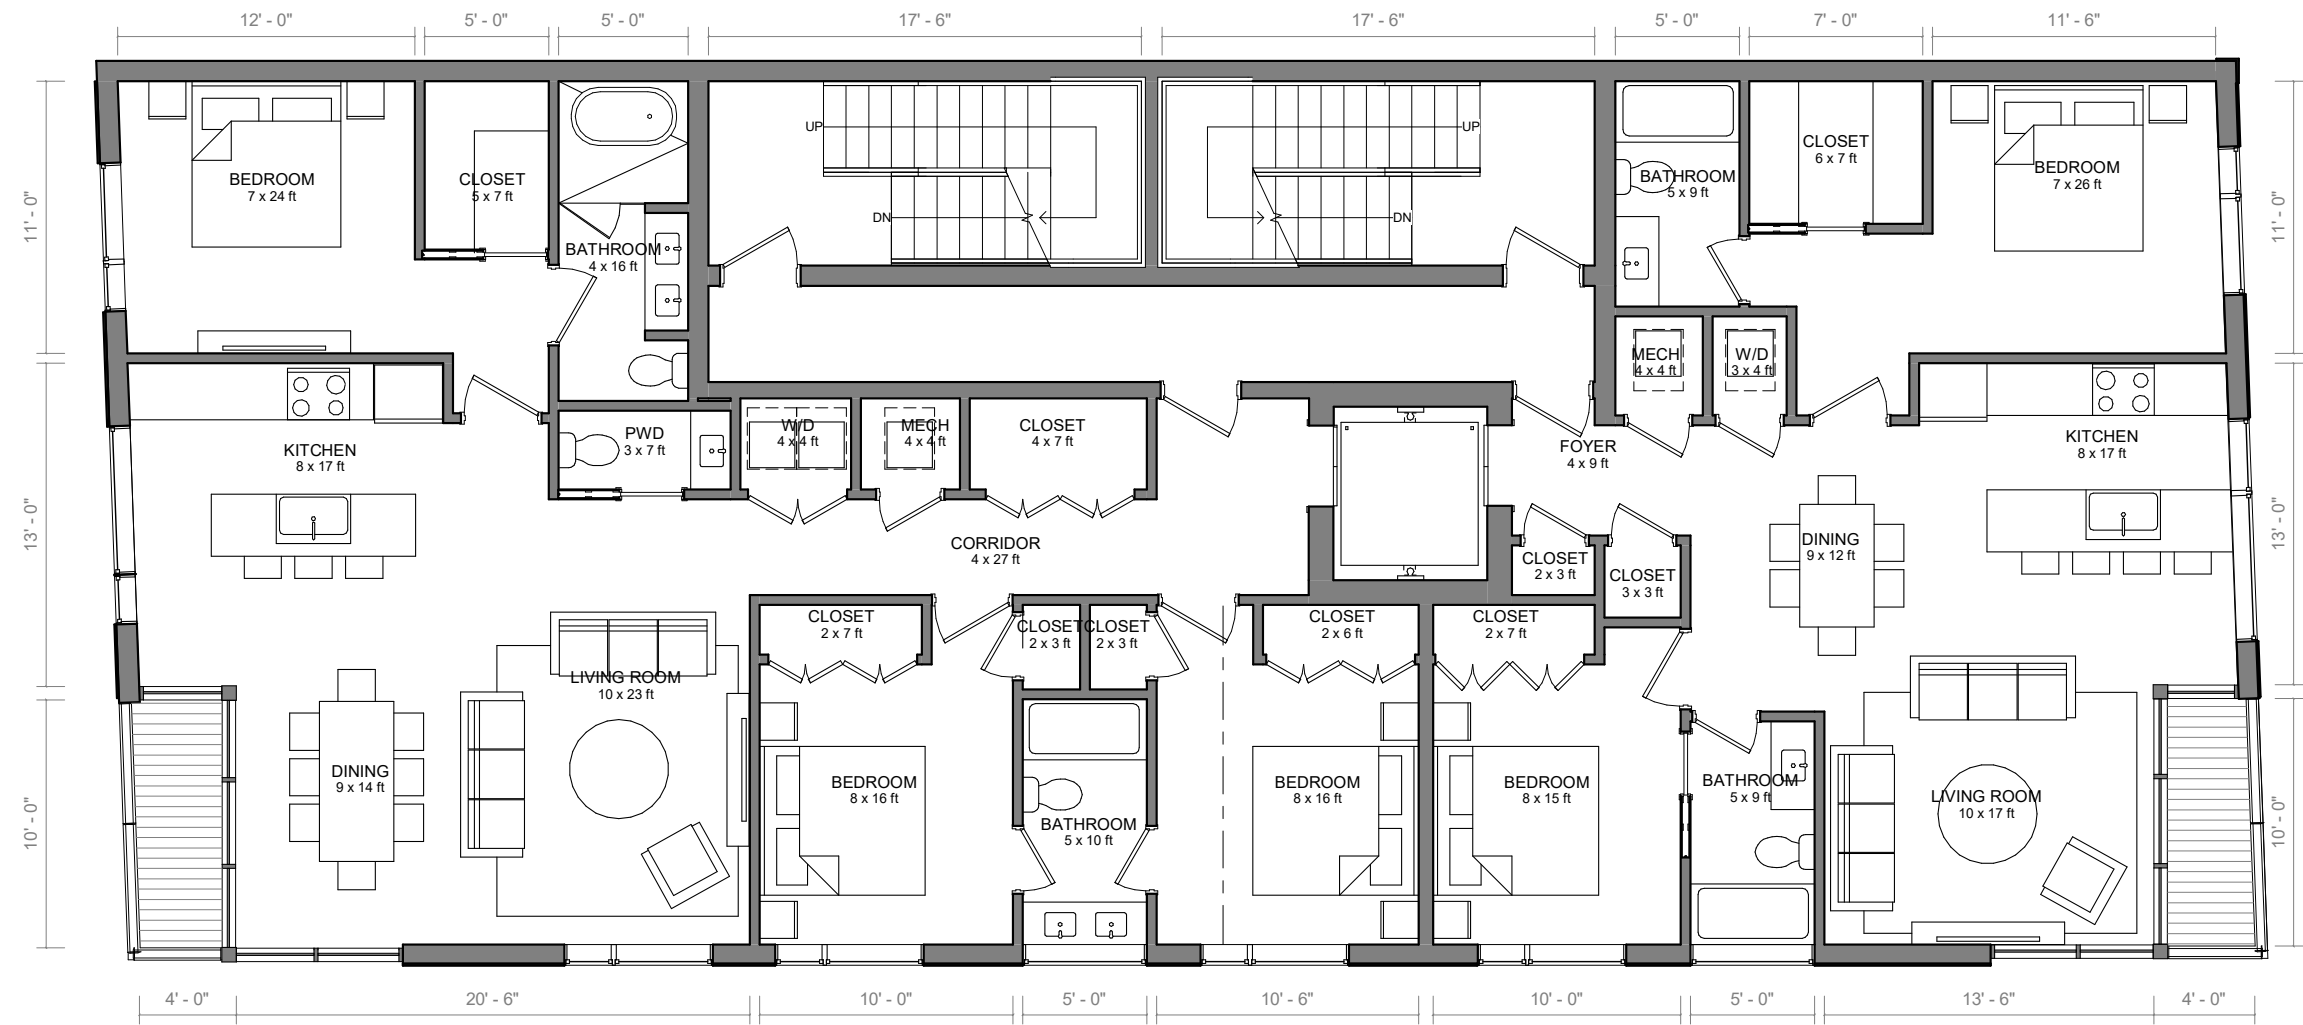 12' - 0"
5' - 0"
5' - 0"
17' - 6"
17' - 6"
5' - 0"
7' - 0"
11' - 6"
11' - 0"
13' - 0"
10' - 0"
BEDROOM
7 x 24 ft
CLOSET
5 x 7 ft
BATHROOM
4 x 16 ft
UP
DN
UP
DN
BATHROOM
5 x 9 ft
CLOSET
6 x 7 ft
BEDROOM
7 x 26 ft
11' - 0"
13' - 0"
10' - 0"
MECH
4 x 4 ft
W/D
3 x 4 ft
KITCHEN
8 x 17 ft
PWD
3 x 7 ft
W/D
4 x 4 ft
MECH
4 x 4 ft
CLOSET
4 x 7 ft
FOYER
4 x 9 ft
KITCHEN
8 x 17 ft
CORRIDOR
4 x 27 ft
CLOSET
2 x 3 ft
CLOSET
3 x 3 ft
DINING
9 x 12 ft
CLOSET
2 x 7 ft
CLOSET
2 x 3 ft
CLOSET
2 x 3 ft
CLOSET
2 x 6 ft
CLOSET
2 x 7 ft
LIVING ROOM
10 x 23 ft
DINING
9 x 14 ft
BEDROOM
8 x 16 ft
BATHROOM
5 x 10 ft
BEDROOM
8 x 16 ft
BEDROOM
8 x 15 ft
BATHROOM
5 x 9 ft
LIVING ROOM
10 x 17 ft
4' - 0"
20' - 6"
10' - 0"
5' - 0"
10' - 6"
10' - 0"
5' - 0"
13' - 6"
4' - 0"